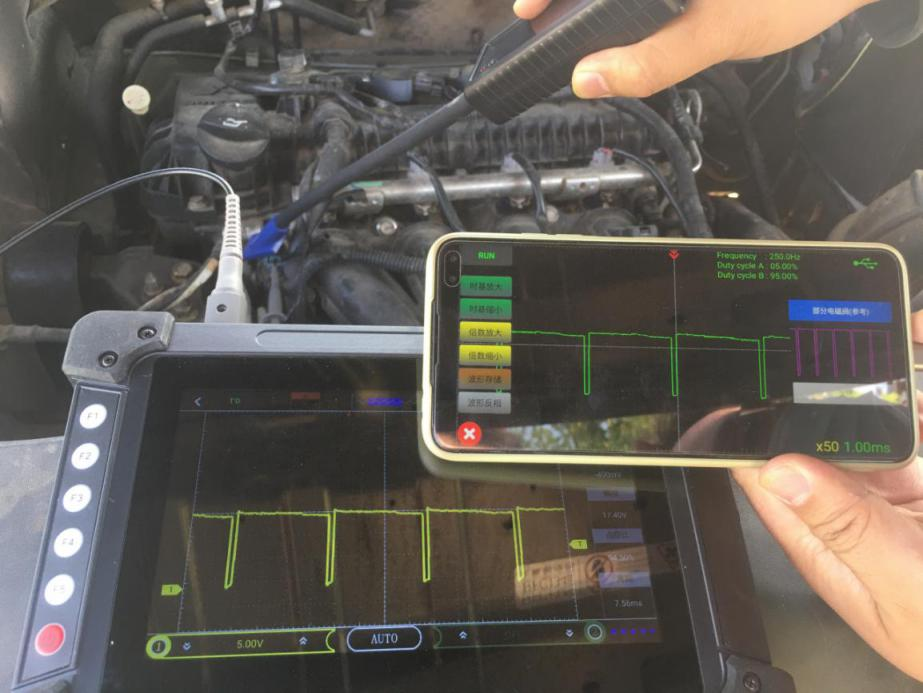 RUN
Frequency : 250.0Hz
Duty cycle A : 05.00%
Duty cycle B : 95.00%
时基放大
时基缩小
倍数放大
倍数缩小
波形存储
波形反相
部分电磁阀(参考)
x50 1.00ms
F1
F2
F3
F4
F5
17.40V
7.56ms
1
T
1
5.00V
AUTO